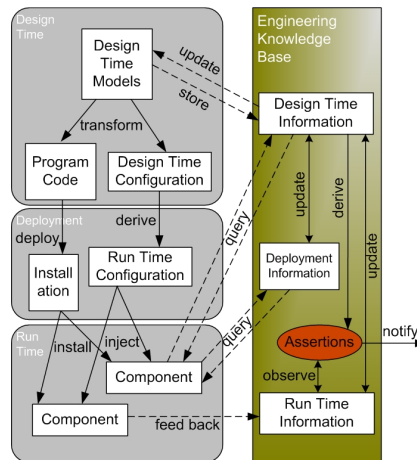 Design
Time
Design
Time
Models
update
store
transform
Program
Code
Design Time
Configuration
Deployment
deploy
derive
Install
ation
Run Time
Configuration
query
Run
Time
install
inject
query
Component
Component
feed back
Engineering
Knowledge
Base
Design Time
Information
update
derive
update
Deployment
Information
Assertions
notify
observe
Run Time
Information